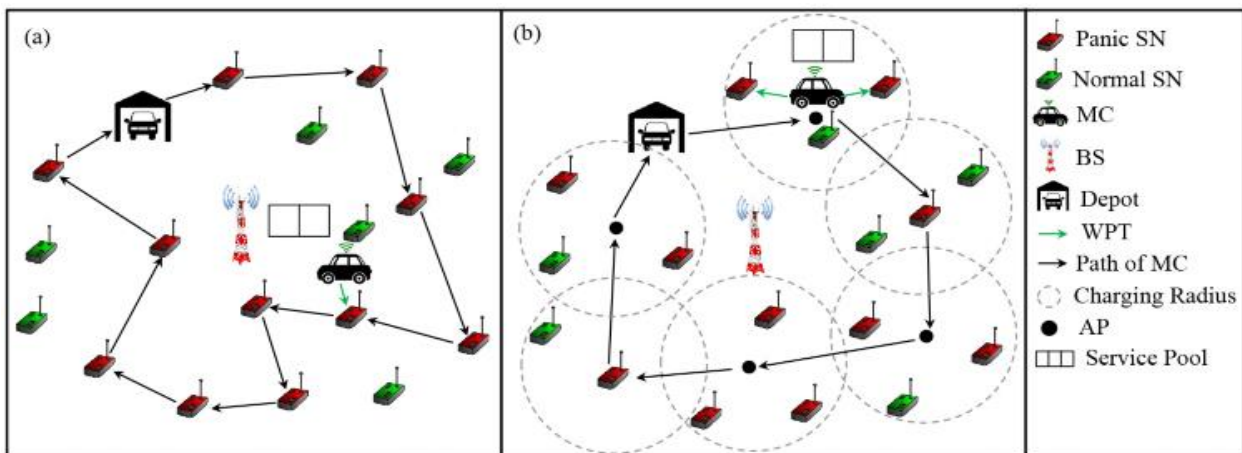 (a)
(b)
Panic SN
Normal SN
MC
BS
Depot
WPT
Path of MC
Charging Radius
AP
Service Pool